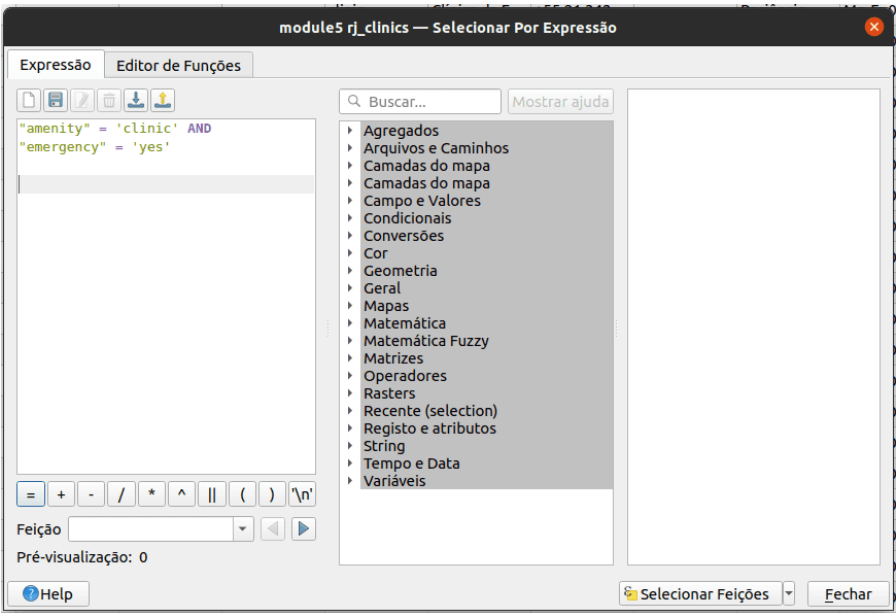 module5 rj_clinics — Selecionar Por Expressão
Expressão
Editor de Funções
"amenity" = 'clinic' AND
"emergency" = 'yes'
= + - / * ^ || ( ) '\n'
Feição
Pré-visualização: 0
Buscar...
Mostrar ajuda
Agregados
Arquivos e Caminhos
Camadas do mapa
Camadas do mapa
Campo e Valores
Condicionais
Conversões
Cor
Geometria
Geral
Mapas
Matemática
Matemática Fuzzy
Matrizes
Operadores
Rasters
Recente (selection)
Registo e atributos
String
Tempo e Data
Variáveis
Help
Selecionar Feições
Fechar